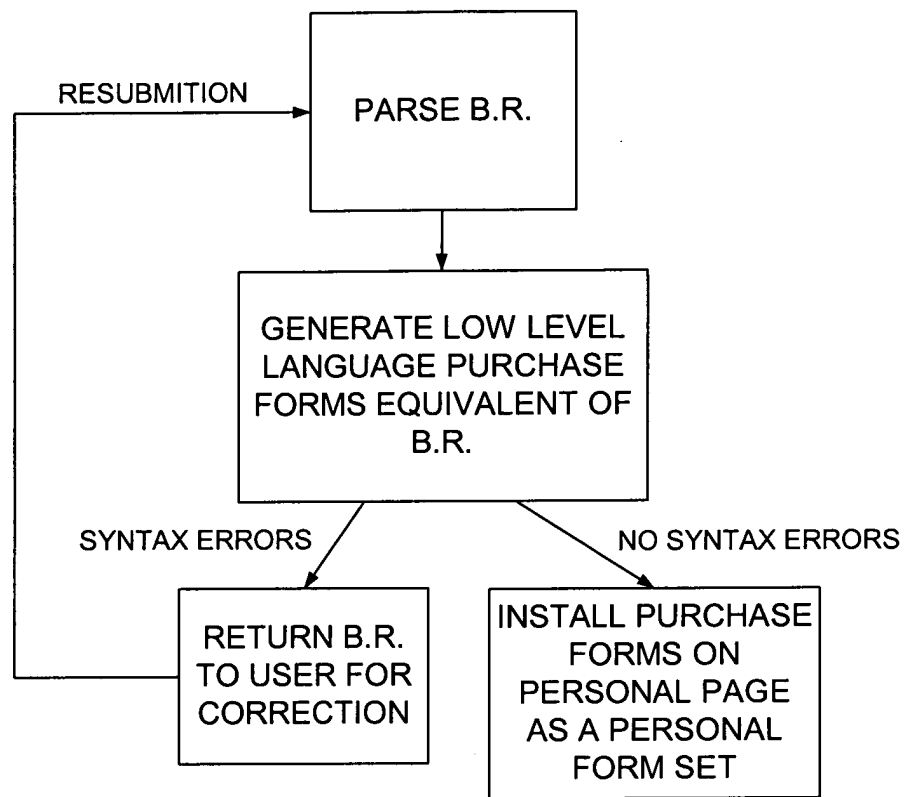 RESUBMITION
PARSE B.R.
GENERATE LOW LEVEL
LANGUAGE PURCHASE
FORMS EQUIVALENT OF
B.R.
SYNTAX ERRORS
NO SYNTAX ERRORS
RETURN B.R.
TO USER FOR
CORRECTION
INSTALL PURCHASE
FORMS ON
PERSONAL PAGE
AS A PERSONAL
FORM SET